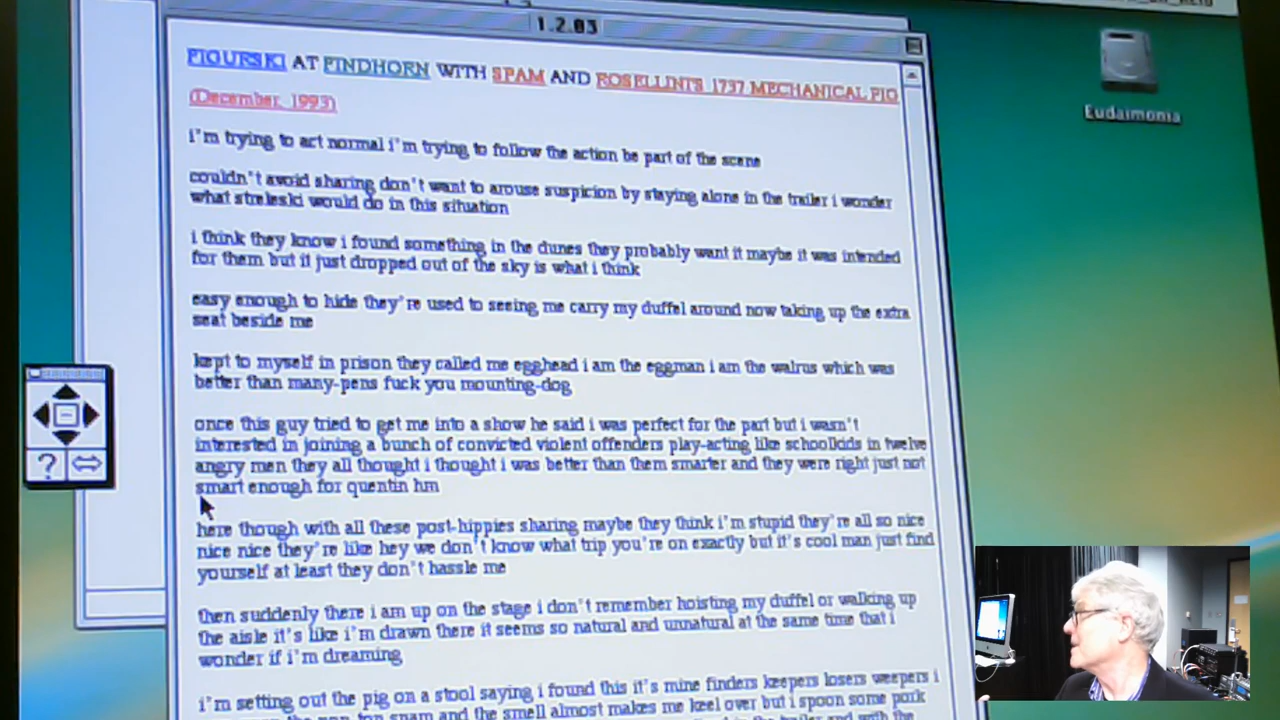 1.2.03
FIGURSKI AT FINDHORN WITH SPAM AND ROSELLINI'S 1737 MECHANICAL PIG
(December, 1993)
i'm trying to act normal i'm trying to follow the action be part of the scene
couldn't avoid sharing don't want to arouse suspicion by staying alone in the trailer i wonder
what streleski would do in this situation
i think they know i found something in the dunes they probably want it maybe it was intended
for them but it just dropped out of the sky is what i think
easy enough to hide they're used to seeing me carry my duffel around now taking up the extra
seat beside me
kept to myself in prison they called me egghead i am the eggman i am the walrus which was
better than many-pens fuck you mounting-dog
once this guy tried to get me into a show he said i was perfect for the part but i wasn't
interested in joining a bunch of convicted violent offenders play-acting like schoolkids in twelve
angry men they all thought i thought i was better than them smarter and they were right just not
smart enough for quentin hm
here though with all these post-hippies sharing maybe they think i'm stupid they're all so nice
nice nice they're like hey we don't know what trip you're on exactly but it's cool man just find
yourself at least they don't hassle me
then suddenly there i am up on the stage i don't remember hoisting my duffel or walking up
the aisle it's like i'm drawn there it seems so natural and unnatural at the same time that i
wonder if i'm dreaming
i'm setting out the pig on a stool saying i found this it's mine finders keepers losers weepers i
spam and the smell almost makes me keel over but i spoon some pork
Eudaimonia
?